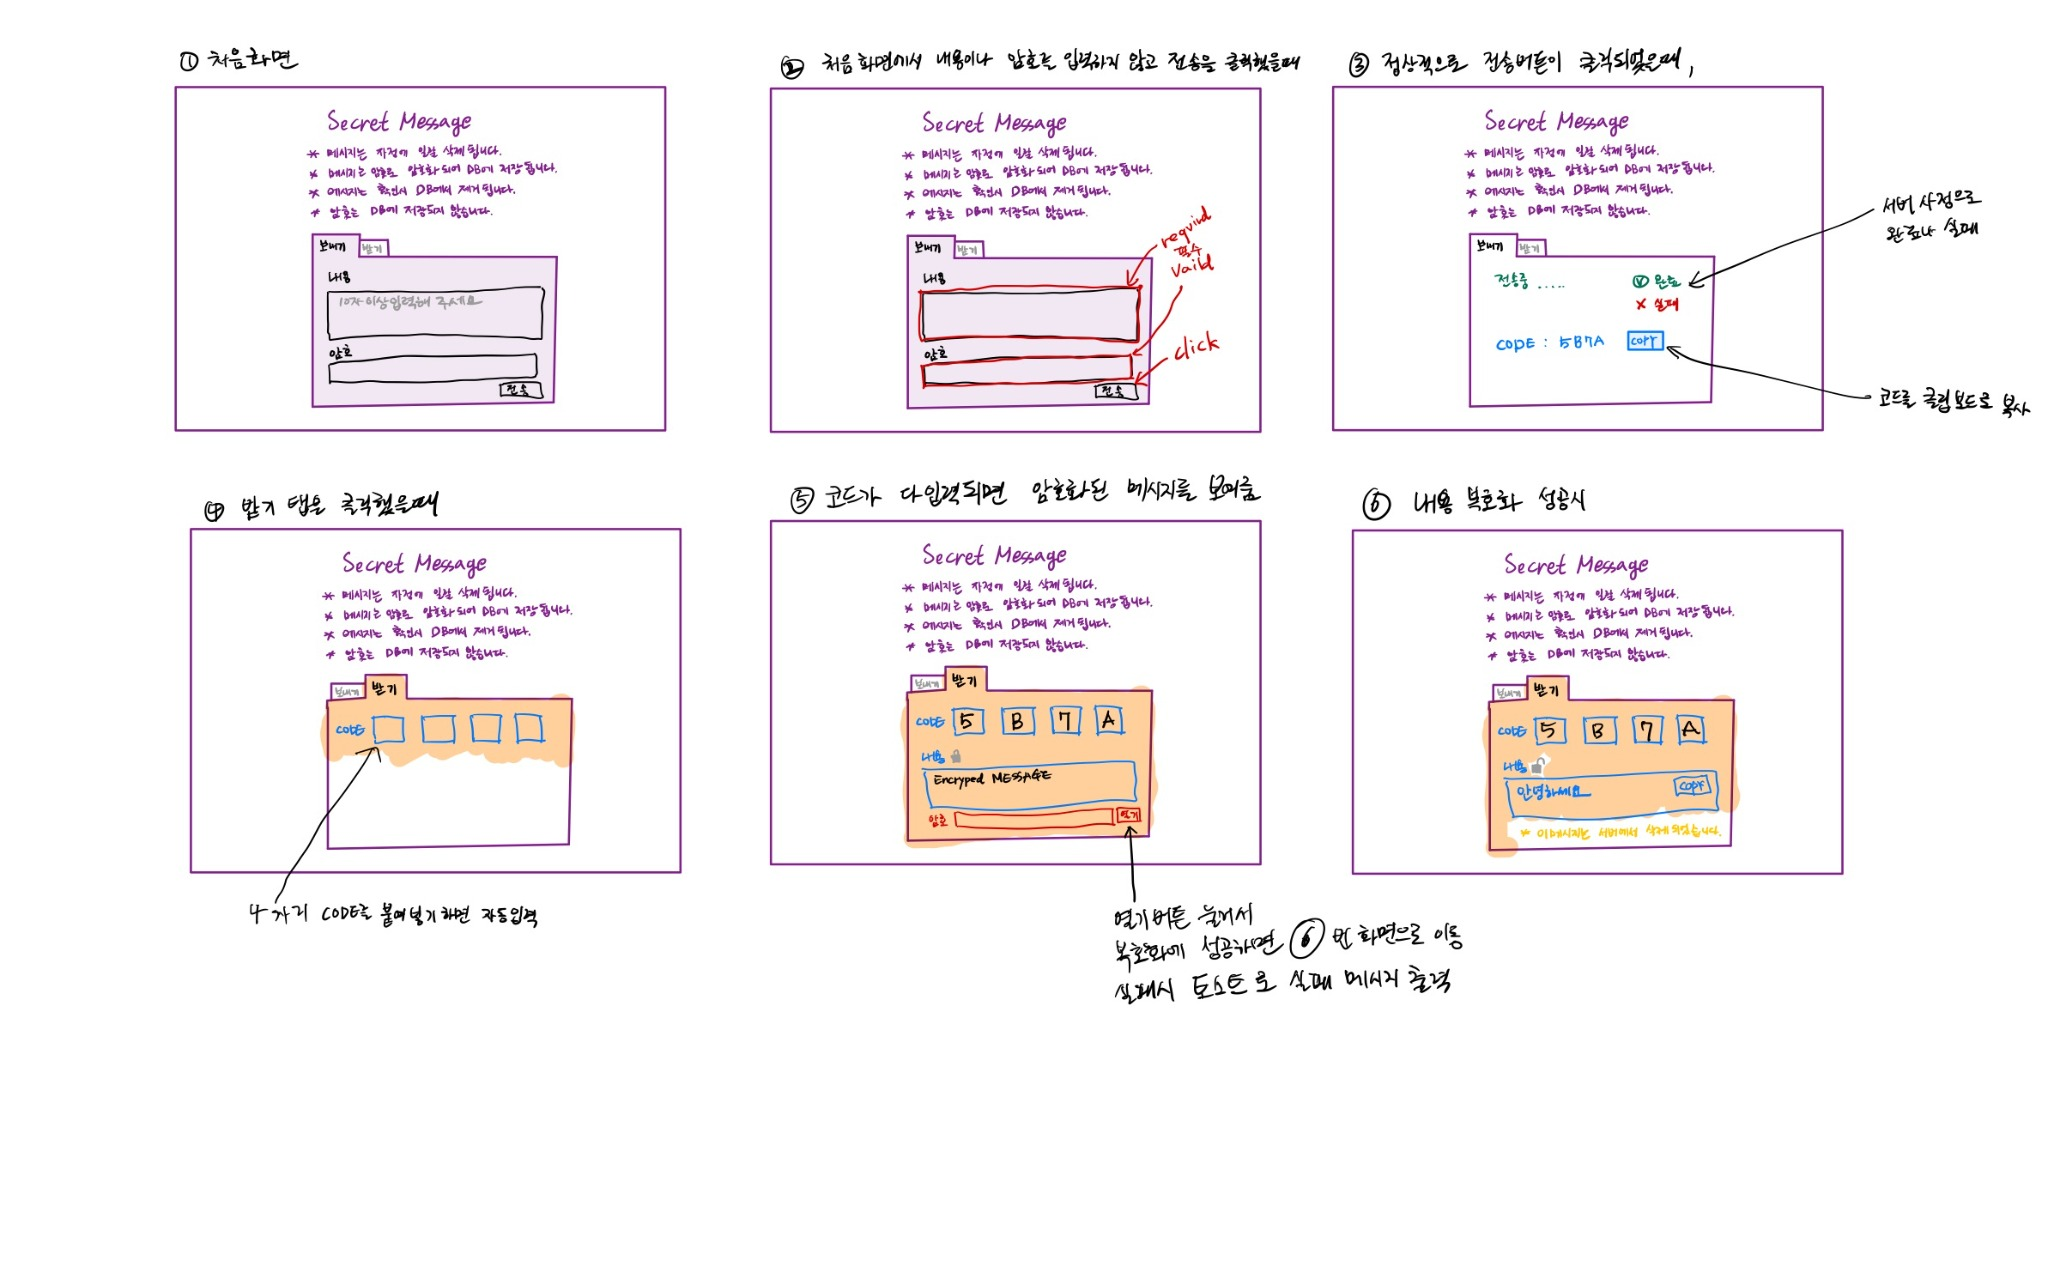 ① 처음화면
Secret Message
* 메시지는 자정에 일괄 삭제 됩니다.
* 메시지는 암호로 암호화 되어 DB에 저장 됩니다.
* 메시지는 확인시 DB에서 제거 됩니다.
* 암호는 DB에 저장되지 않습니다.
보내기 받기
내용
10자 이상 입력해 주세요
암호
전송
② 처음 화면에서 내용이나 암호를 입력하지 않고 전송을 클릭했을때
Secret Message
* 메시지는 자정에 일괄 삭제 됩니다.
* 메시지는 암호로 암호화 되어 DB에 저장 됩니다.
* 메시지는 확인시 DB에서 제거 됩니다.
* 암호는 DB에 저장되지 않습니다.
required
필수
Vaild
보내기 받기
내용
암호
click
전송
③ 정상적으로 전송버튼이 클릭되었을때,
Secret Message
* 메시지는 자정에 일괄 삭제 됩니다.
* 메시지는 암호로 암호화 되어 DB에 저장 됩니다.
* 메시지는 확인시 DB에서 제거 됩니다.
* 암호는 DB에 저장되지 않습니다.
서버 사정으로
완료나 실패
보내기 받기
전송중 ..... 완료
X 실패
CODE : 5B7A COPY
코드를 클립보드로 복사
④ 받기 탭을 클릭했을때
Secret Message
* 메시지는 자정에 일괄 삭제 됩니다.
* 메시지는 암호로 암호화 되어 DB에 저장 됩니다.
* 메시지는 확인시 DB에서 제거 됩니다.
* 암호는 DB에 저장되지 않습니다.
보내기 받기
CODE
4자리 CODE를 붙여넣기하면 자동입력
⑤ 코드가 다 입력되면 암호화된 메시지를 보여줌
Secret Message
* 메시지는 자정에 일괄 삭제 됩니다.
* 메시지는 암호로 암호화 되어 DB에 저장 됩니다.
* 메시지는 확인시 DB에서 제거 됩니다.
* 암호는 DB에 저장되지 않습니다.
보내기 받기
CODE 5 B 7 A
내용
Encryped MESSAGE
암호 열기
열기버튼 눌러서
복호화에 성공하면 ⑥ 번 화면으로 이동
실패시 토스트로 실패 메시지 출력
⑥ 내용 복호화 성공시
Secret Message
* 메시지는 자정에 일괄 삭제 됩니다.
* 메시지는 암호로 암호화 되어 DB에 저장 됩니다.
* 메시지는 확인시 DB에서 제거 됩니다.
* 암호는 DB에 저장되지 않습니다.
보내기 받기
CODE 5 B 7 A
내용
안녕하세요 COPY
* 이 메시지는 서버에서 삭제 되었습니다.